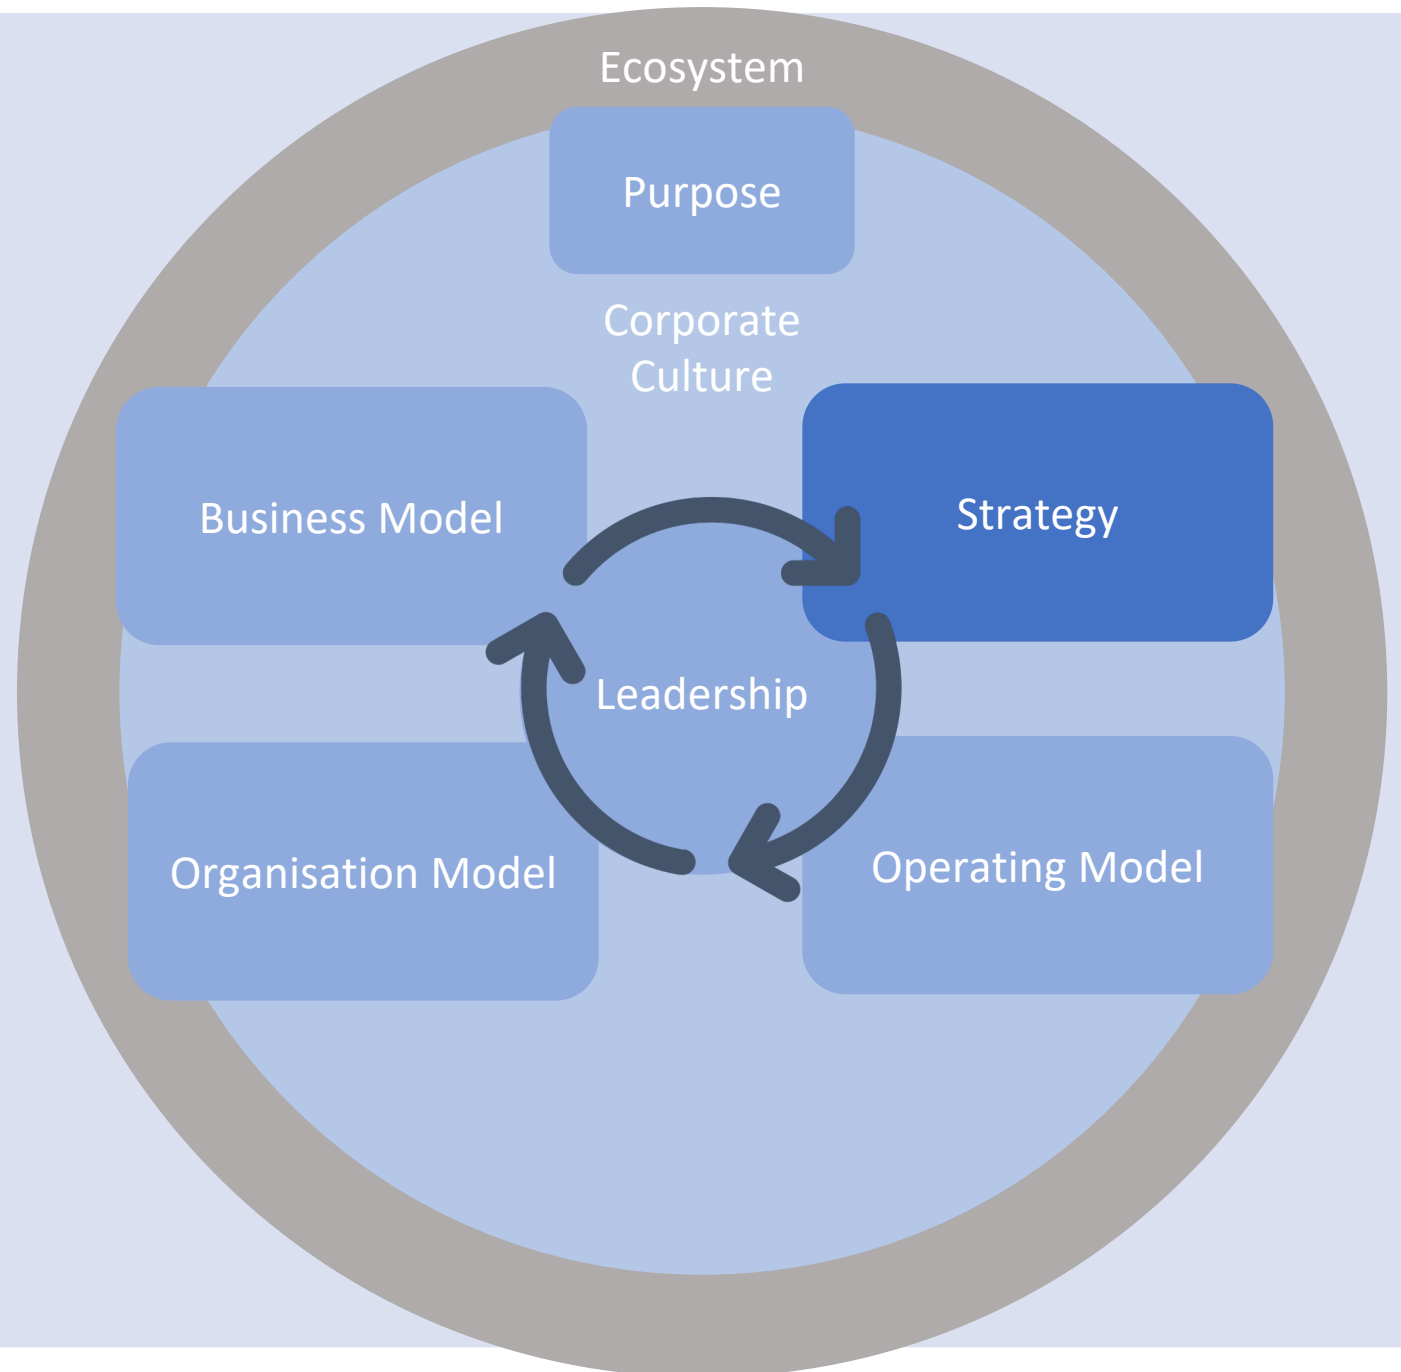 Ecosystem
Purpose
Corporate
Culture
Business Model
Strategy
Leadership
Organisation Model
Operating Model